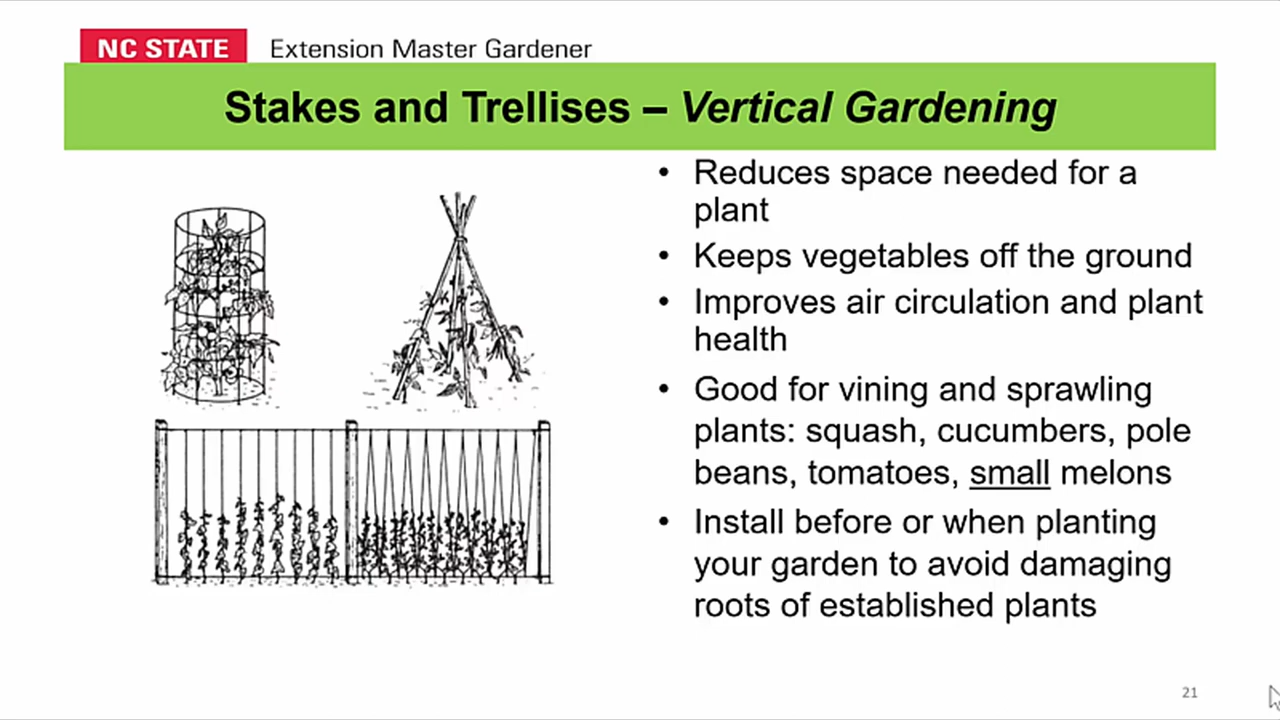 NC STATE Extension Master Gardener
Stakes and Trellises – Vertical Gardening
• Reduces space needed for a
plant
• Keeps vegetables off the ground
• Improves air circulation and plant
health
• Good for vining and sprawling
plants: squash, cucumbers, pole
beans, tomatoes, small melons
• Install before or when planting
your garden to avoid damaging
roots of established plants
21